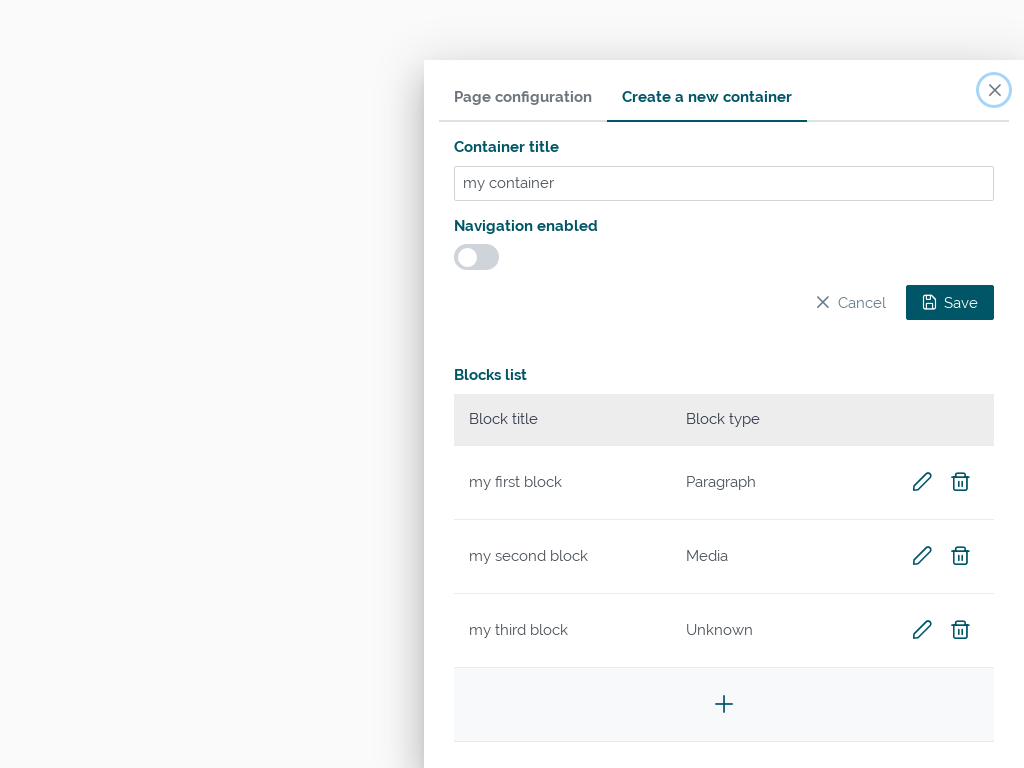 Page configuration
Create a new container
Container title
my container
Navigation enabled
Cancel
Save
Blocks list
Block title Block type
my first block Paragraph
my second block Media
my third block Unknown